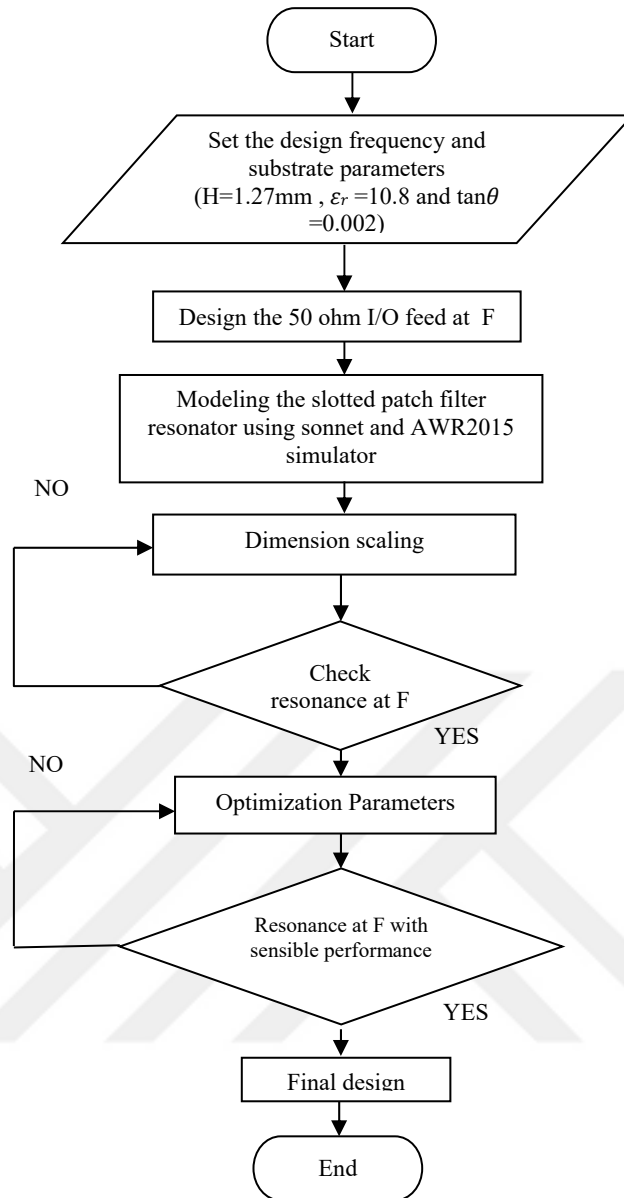 Start
Set the design frequency and
substrate parameters
(H=1.27mm , εr =10.8 and tanθ
=0.002)
Design the 50 ohm I/O feed at F
Modeling the slotted patch filter
resonator using sonnet and AWR2015
simulator
NO
Dimension scaling
Check
resonance at F
YES
NO
Optimization Parameters
Resonance at F with
sensible performance
YES
Final design
End